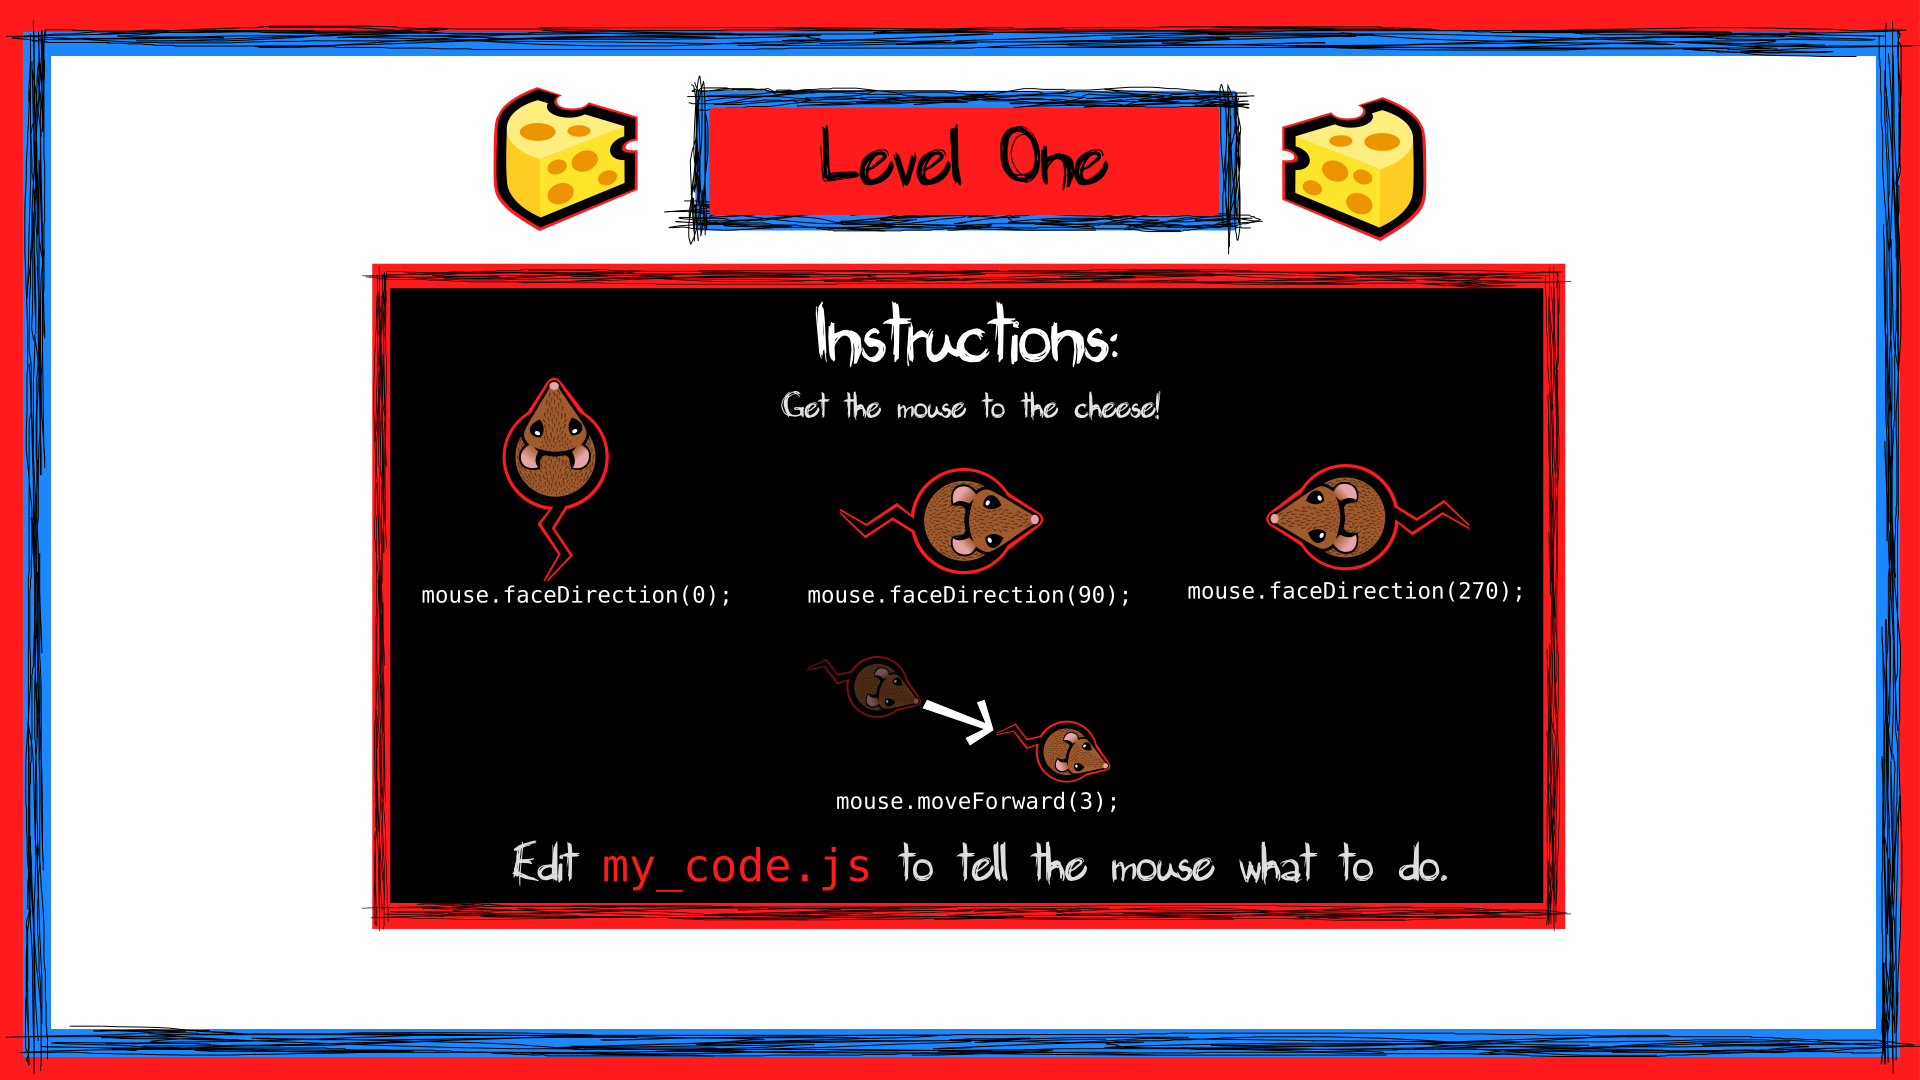 Level One
Instructions:
Get the mouse to the cheese!
mouse.faceDirection(0);
mouse.faceDirection(90);
mouse.faceDirection(270);
mouse.moveForward(3);
Edit my_code.js to tell the mouse what to do.